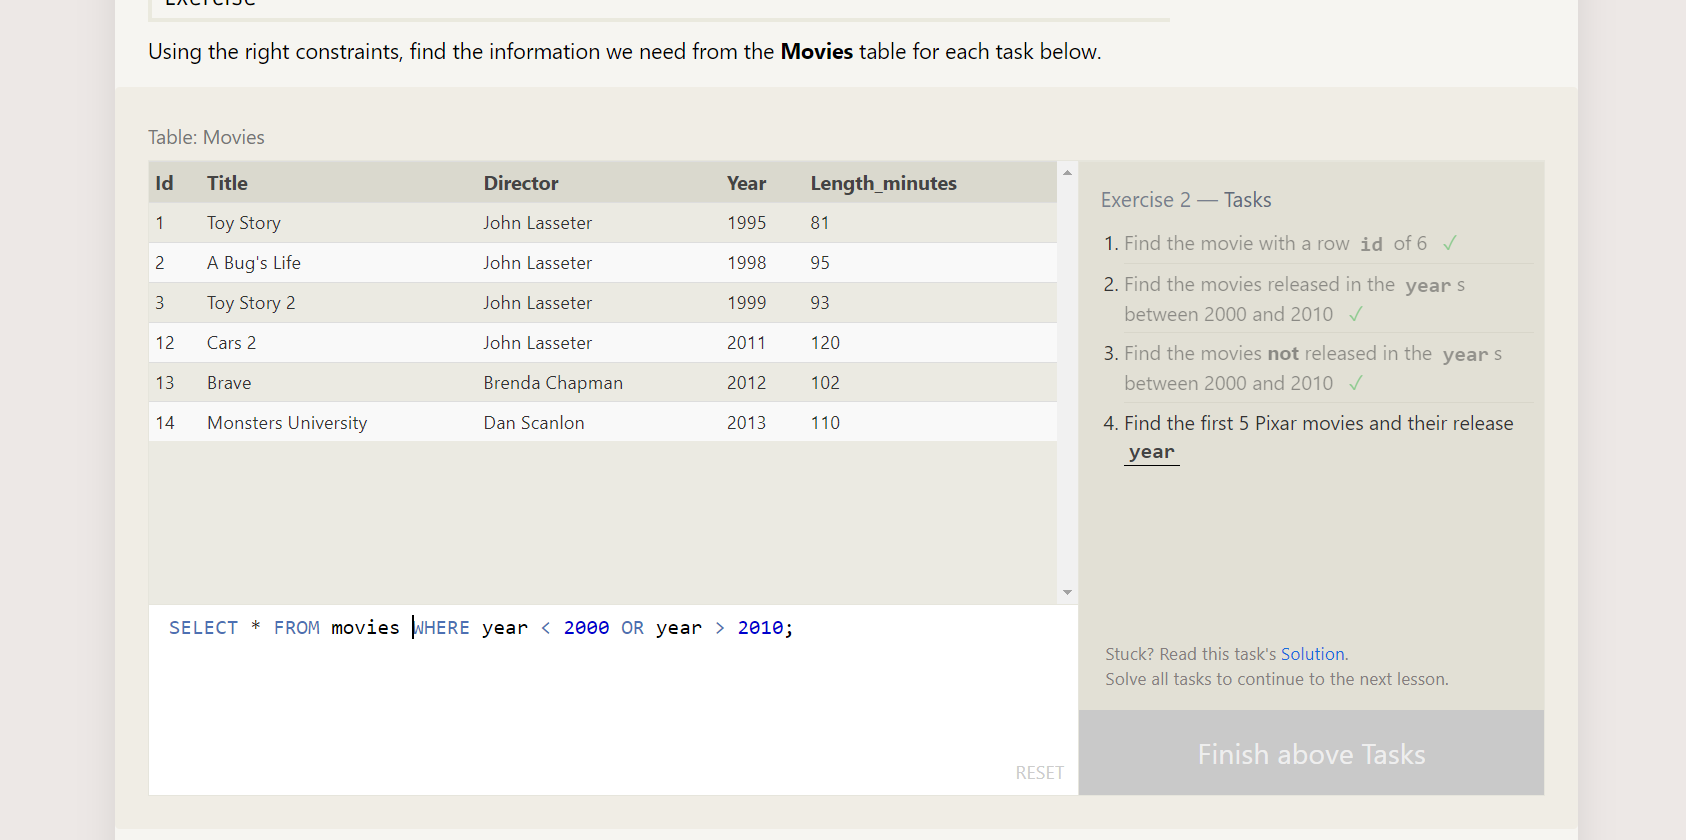 Exercise
Using the right constraints, find the information we need from the Movies table for each task below.
Table: Movies
Id Title Director Year Length_minutes
1 Toy Story John Lasseter 1995 81
2 A Bug's Life John Lasseter 1998 95
3 Toy Story 2 John Lasseter 1999 93
12 Cars 2 John Lasseter 2011 120
13 Brave Brenda Chapman 2012 102
14 Monsters University Dan Scanlon 2013 110
SELECT * FROM movies WHERE year < 2000 OR year > 2010;
RESET
Exercise 2 — Tasks
1. Find the movie with a row id of 6 ✓
2. Find the movies released in the year s
between 2000 and 2010 ✓
3. Find the movies not released in the year s
between 2000 and 2010 ✓
4. Find the first 5 Pixar movies and their release
year
Stuck? Read this task's Solution.
Solve all tasks to continue to the next lesson.
Finish above Tasks